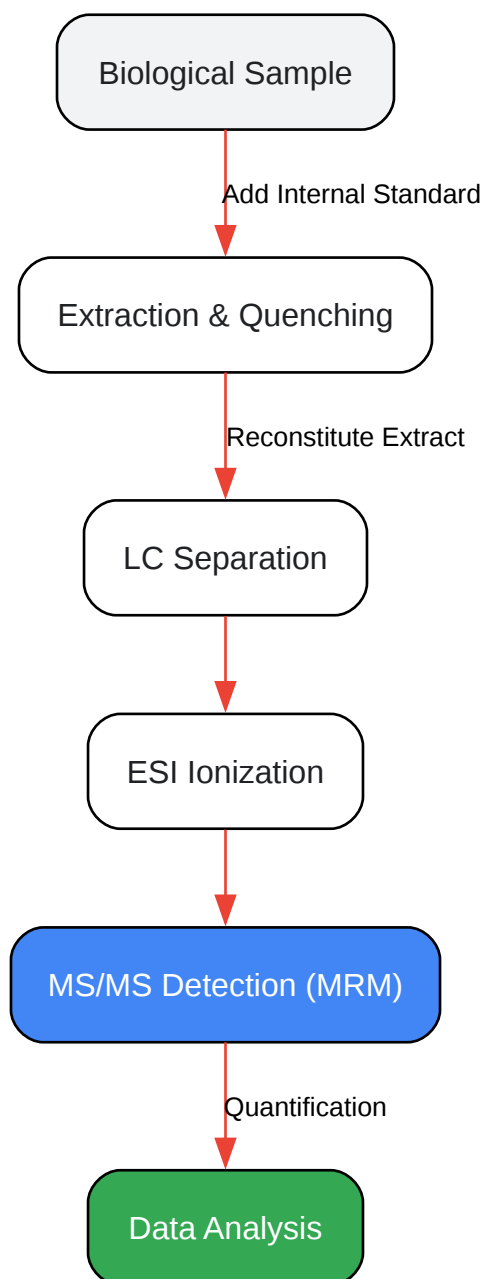 Biological Sample
Add Internal Standard
Extraction & Quenching
Reconstitute Extract
LC Separation
ESI Ionization
MS/MS Detection (MRM)
Quantification
Data Analysis